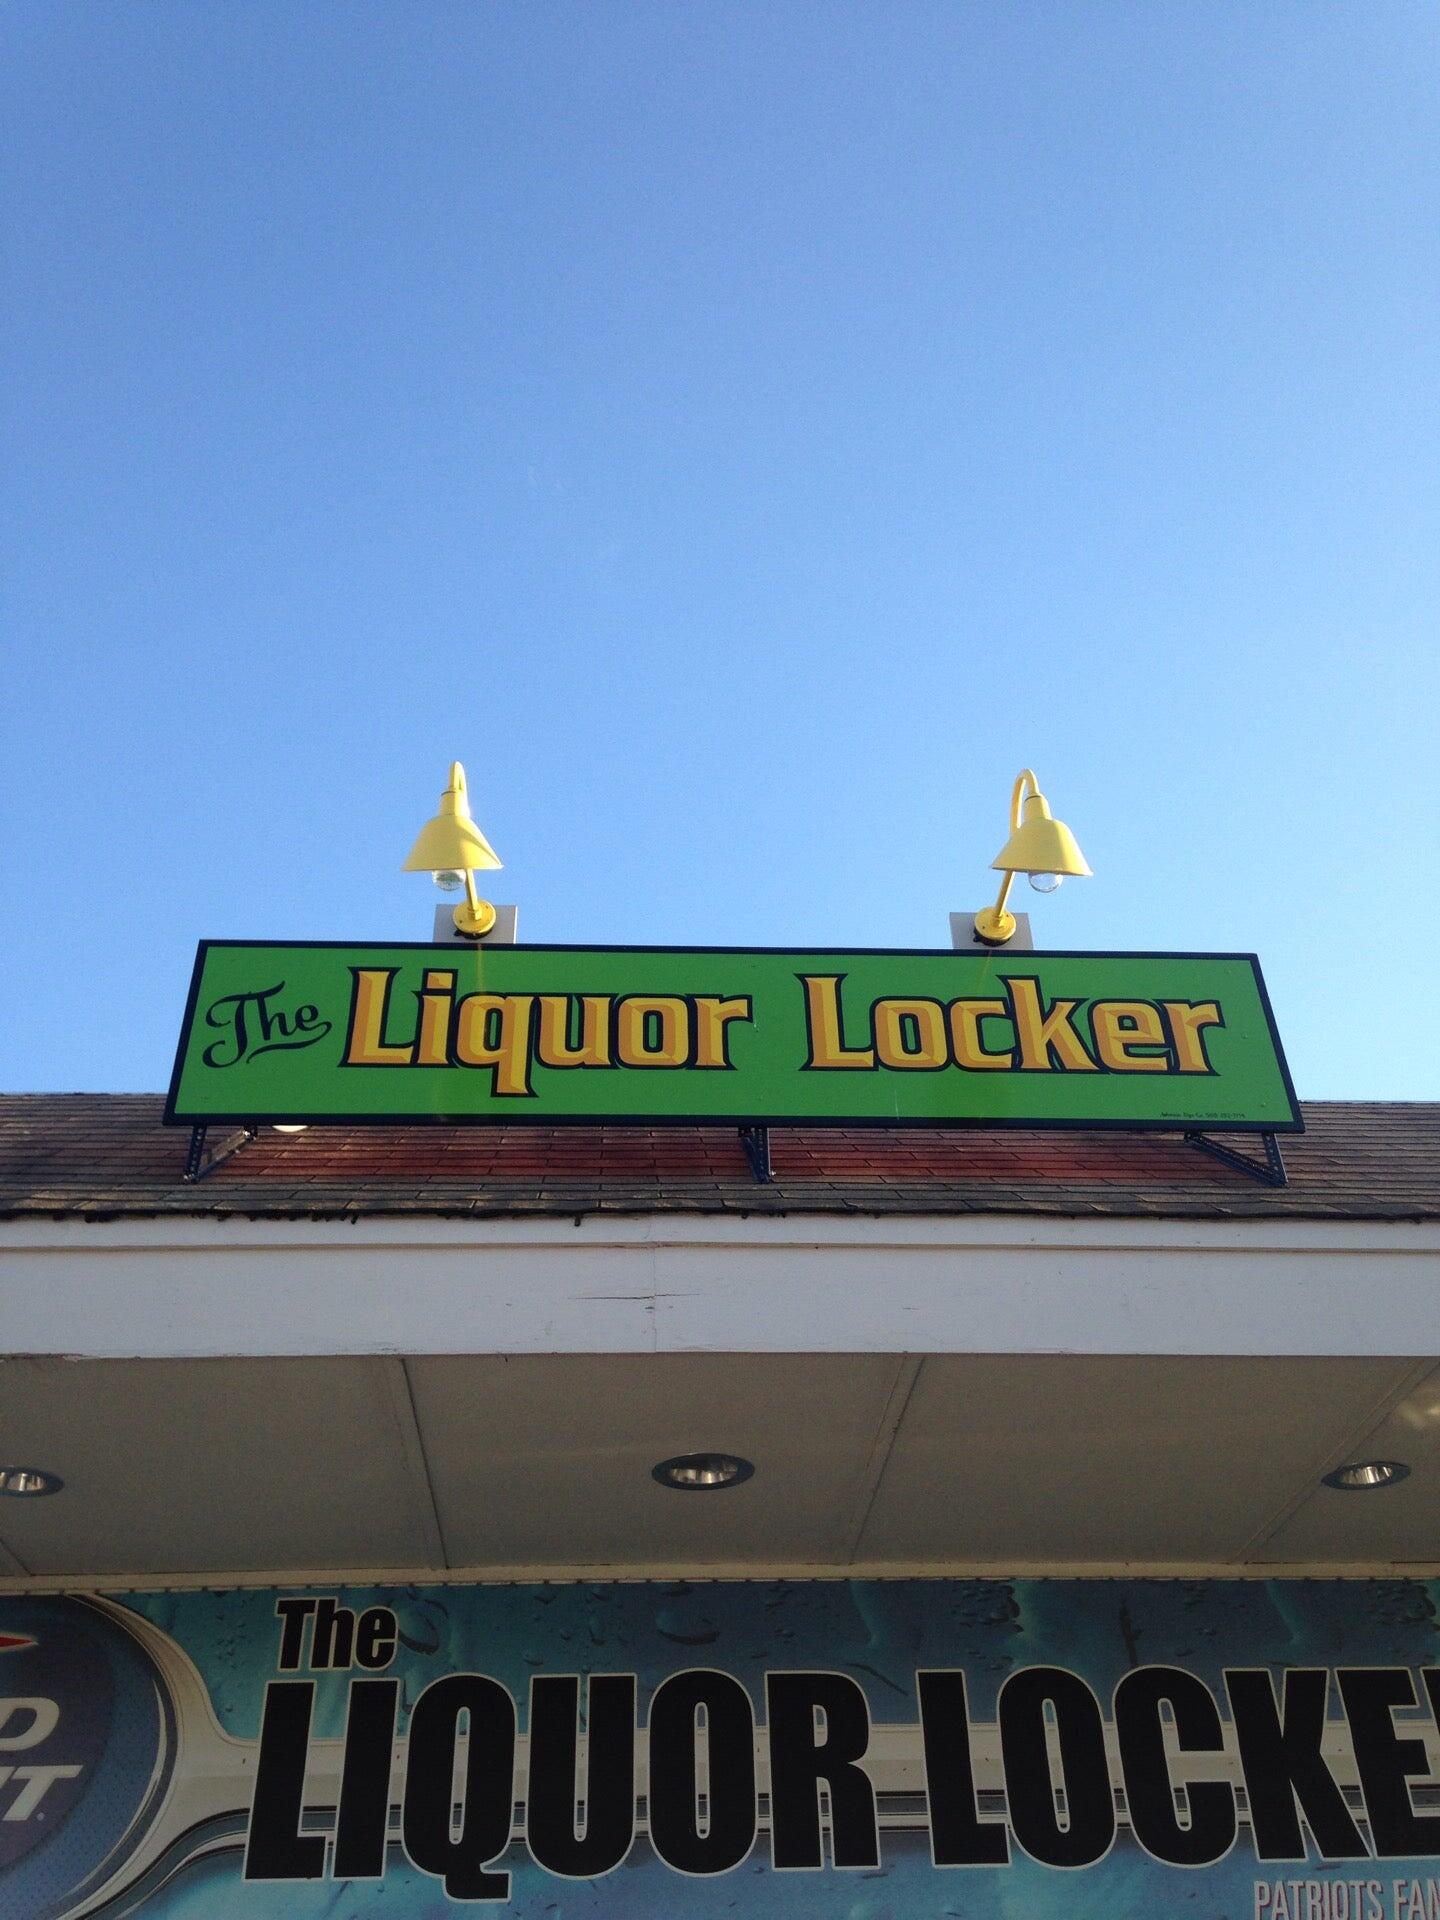 The Liquor Locker
The
LIQUOR LOCKE
PATRIOTS FAN